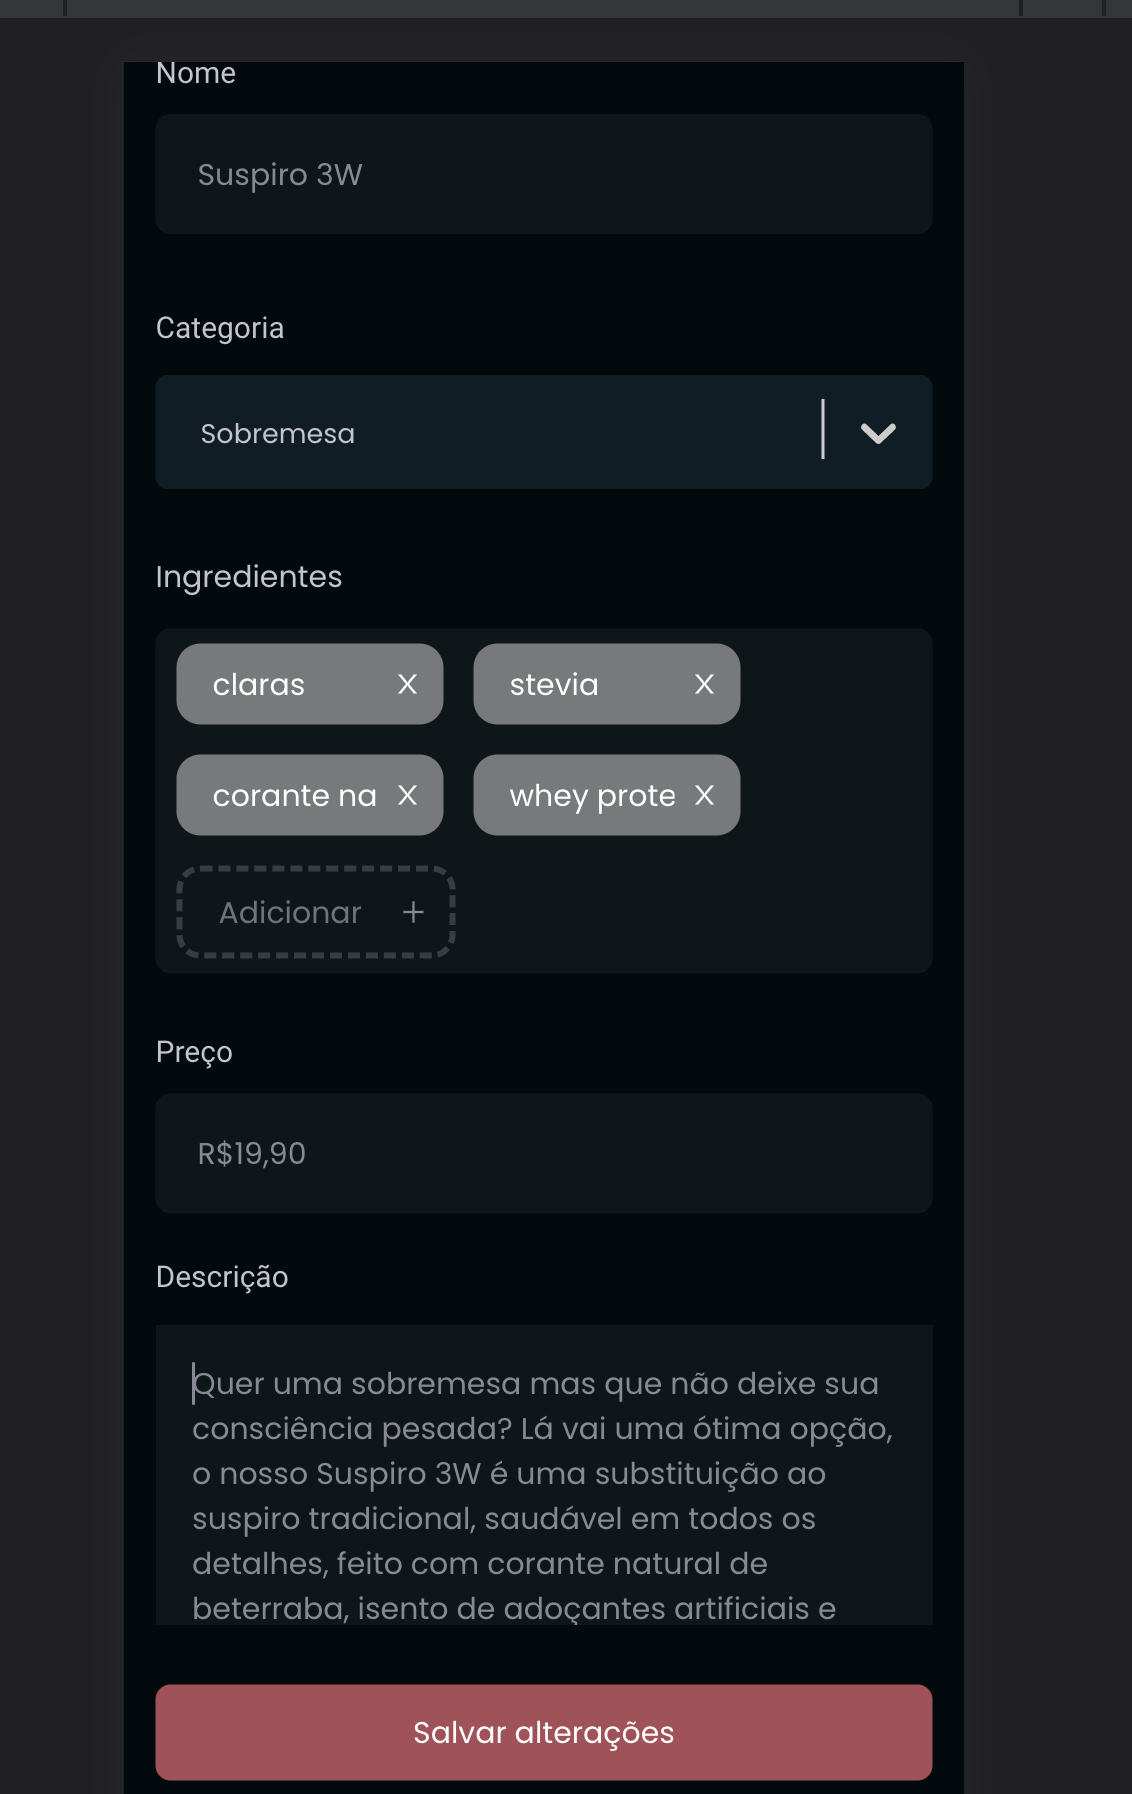 Nome
Suspiro 3W
Categoria
Sobremesa
Ingredientes
claras X stevia X
corante na X whey prote X
Adicionar +
Preço
R$19,90
Descrição
Quer uma sobremesa mas que não deixe sua
consciência pesada? Lá vai uma ótima opção,
o nosso Suspiro 3W é uma substituição ao
suspiro tradicional, saudável em todos os
detalhes, feito com corante natural de
beterraba, isento de adoçantes artificiais e
Salvar alterações